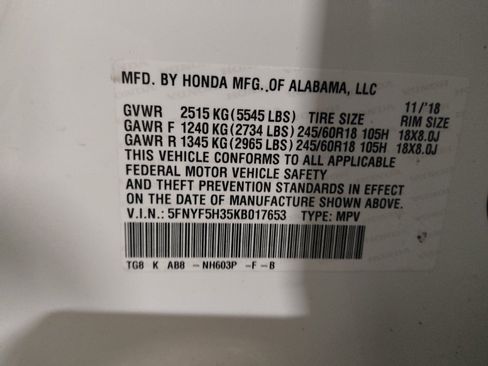 MFD. BY HONDA MFG.,OF ALABAMA, LLC
GVWR 2515 KG (5545 LBS) TIRE SIZE 11/'18 RIM SIZE
GAWR F 1240 KG (2734 LBS) 245/60R18 105H 18X8.0J
GAWR R 1345 KG (2965 LBS) 245/60R18 105H 18X8.0J
THIS VEHICLE CONFORMS TO ALL APPLICABLE
FEDERAL MOTOR VEHICLE SAFETY
AND THEFT PREVENTION STANDARDS IN EFFECT
ON THE DATE OF MANUFACTURE SHOWN ABOVE.
V.I.N.: 5FNYF5H35KB017653 TYPE: MPV
TG8 K AB8 -NH603P -F-B